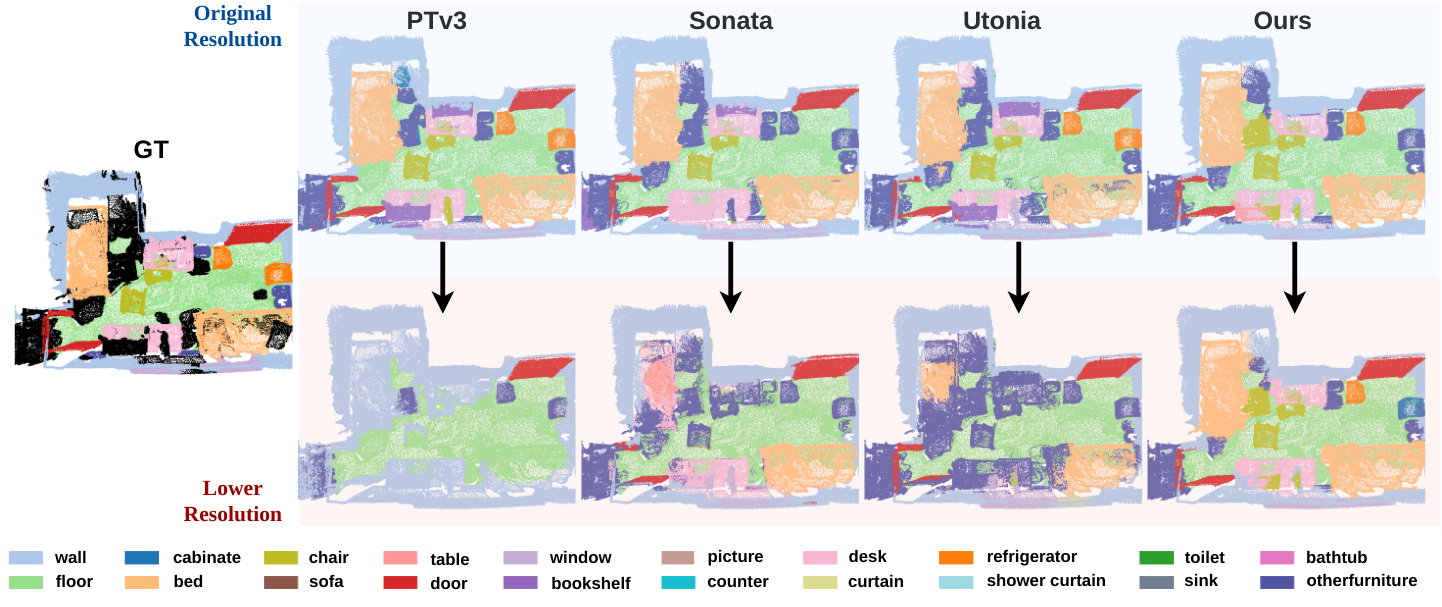 Original
Resolution
PTv3
Sonata
Utonia
Ours
GT
Lower
Resolution
wall
cabinate
chair
table
window
picture
desk
refrigerator
toilet
bathtub
floor
bed
sofa
door
bookshelf
counter
curtain
shower curtain
sink
otherfurniture